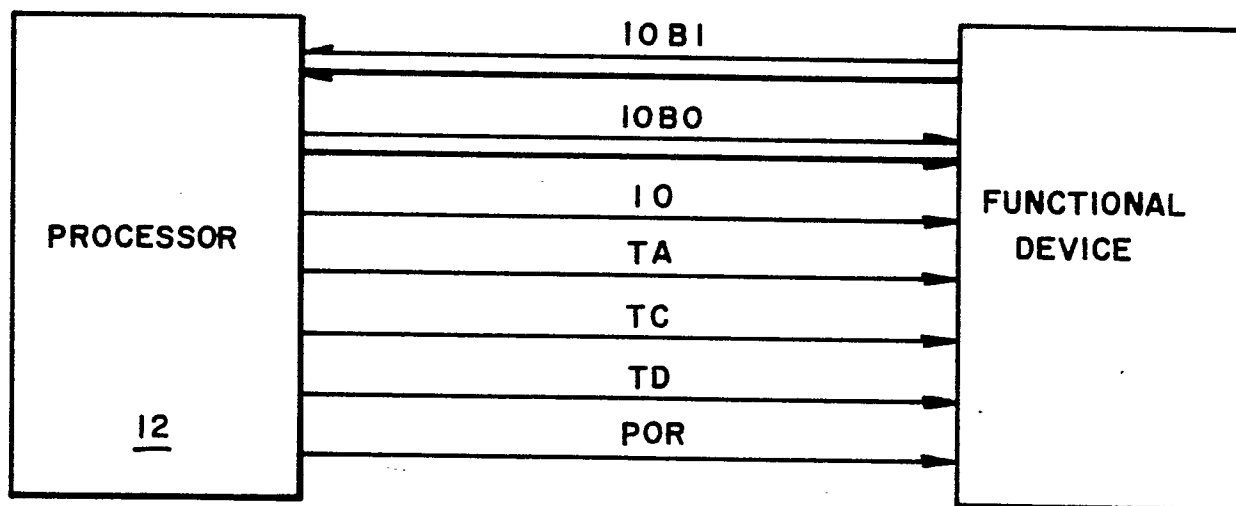 IOBI
IOBO
IO
TA
TC
TD
POR
PROCESSOR
12
FUNCTIONAL
DEVICE